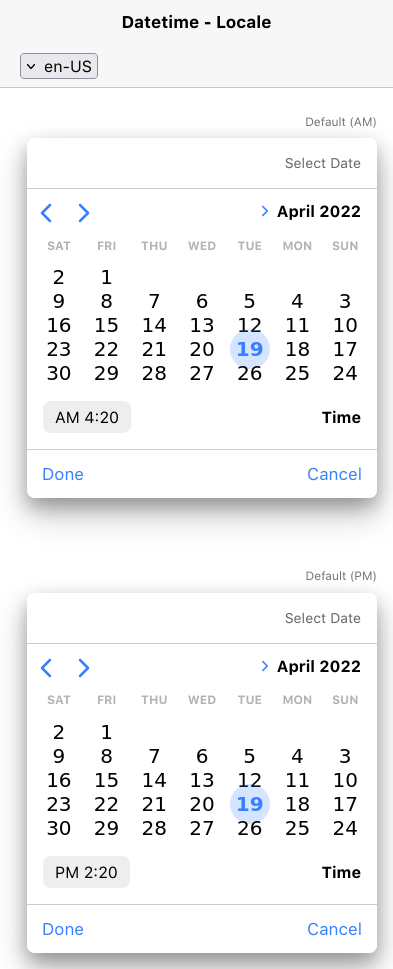 Datetime - Locale
en-US
Default (AM)
Select Date
April 2022
SAT FRI THU WED TUE MON SUN
2 1
9 8 7 6 5 4 3
16 15 14 13 12 11 10
23 22 21 20 19 18 17
30 29 28 27 26 25 24
AM 4:20 Time
Done Cancel
Default (PM)
Select Date
April 2022
SAT FRI THU WED TUE MON SUN
2 1
9 8 7 6 5 4 3
16 15 14 13 12 11 10
23 22 21 20 19 18 17
30 29 28 27 26 25 24
PM 2:20 Time
Done Cancel